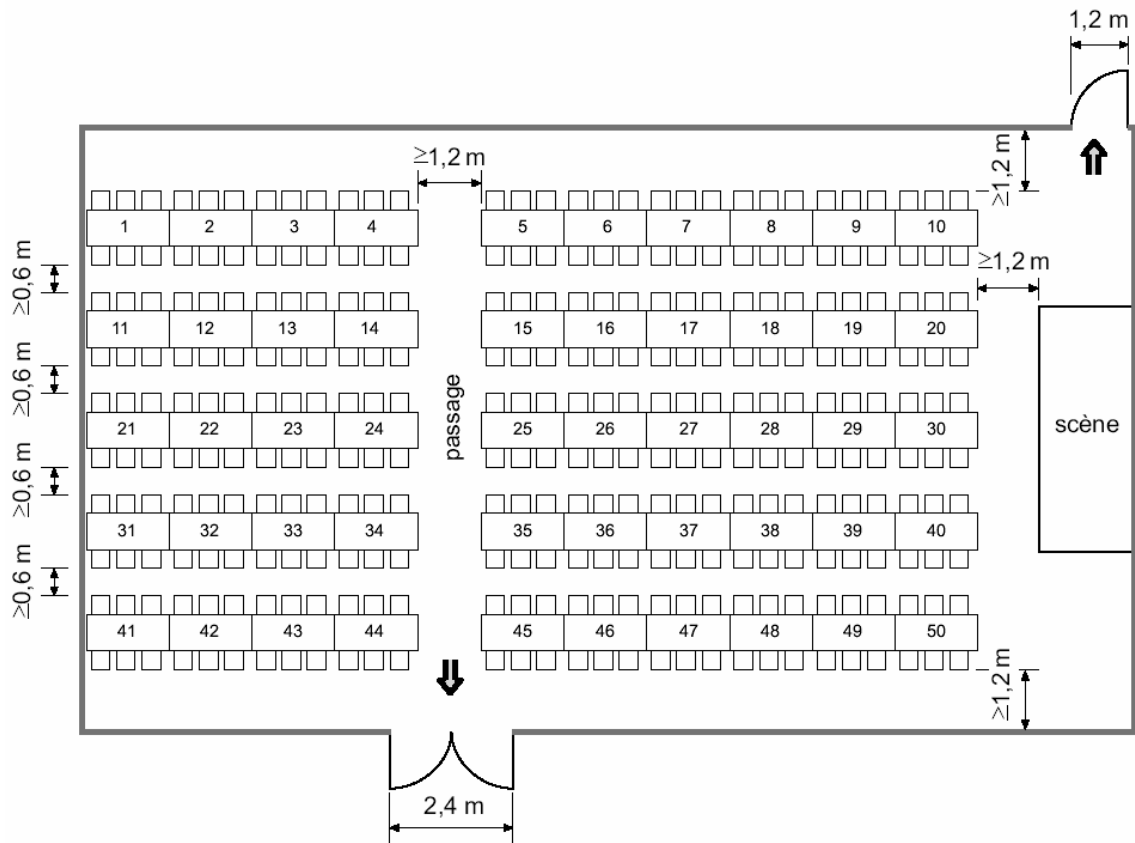 1,2 m
≥1,2 m
≥1,2 m
1 2 3 4 5 6 7 8 9 10
≥0,6 m
≥1,2 m
11 12 13 14 15 16 17 18 19 20
≥0,6 m
passage
21 22 23 24 25 26 27 28 29 30
scène
≥0,6 m
31 32 33 34 35 36 37 38 39 40
≥0,6 m
41 42 43 44 45 46 47 48 49 50
≥1,2 m
2,4 m